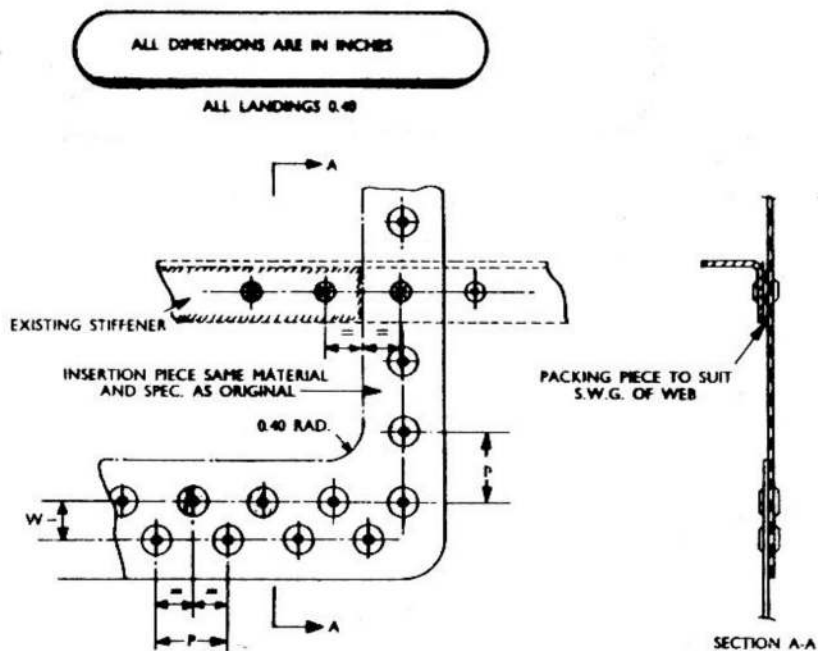 ALL DIMENSIONS ARE IN INCHES
ALL LANDINGS 0.40
A
EXISTING STIFFENER
=
=
INSERTION PIECE SAME MATERIAL
AND SPEC. AS ORIGINAL
PACKING PIECE TO SUIT
S.W.G. OF WEB
0.40 RAD.
P
W
=
=
P
A
SECTION A-A